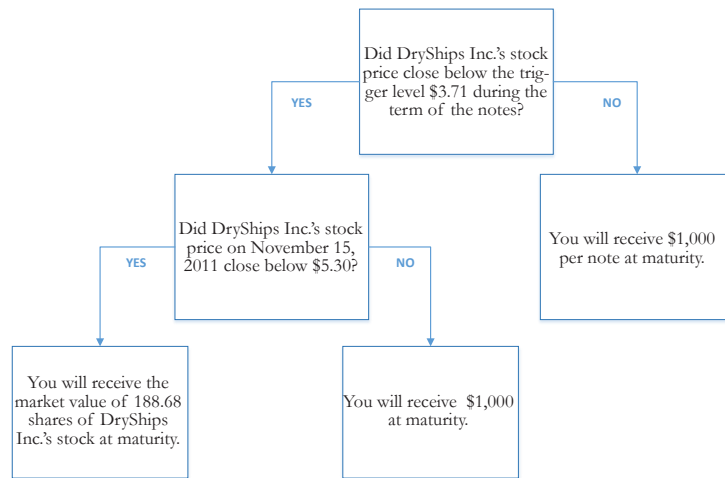 Did DryShips Inc.'s stock
price close below the trig-
ger level $3.71 during the
term of the notes?
YES
NO
Did DryShips Inc.'s stock
price on November 15,
2011 close below $5.30?
You will receive $1,000
per note at maturity.
YES
NO
You will receive the
market value of 188.68
shares of DryShips
Inc.'s stock at maturity.
You will receive $1,000
at maturity.